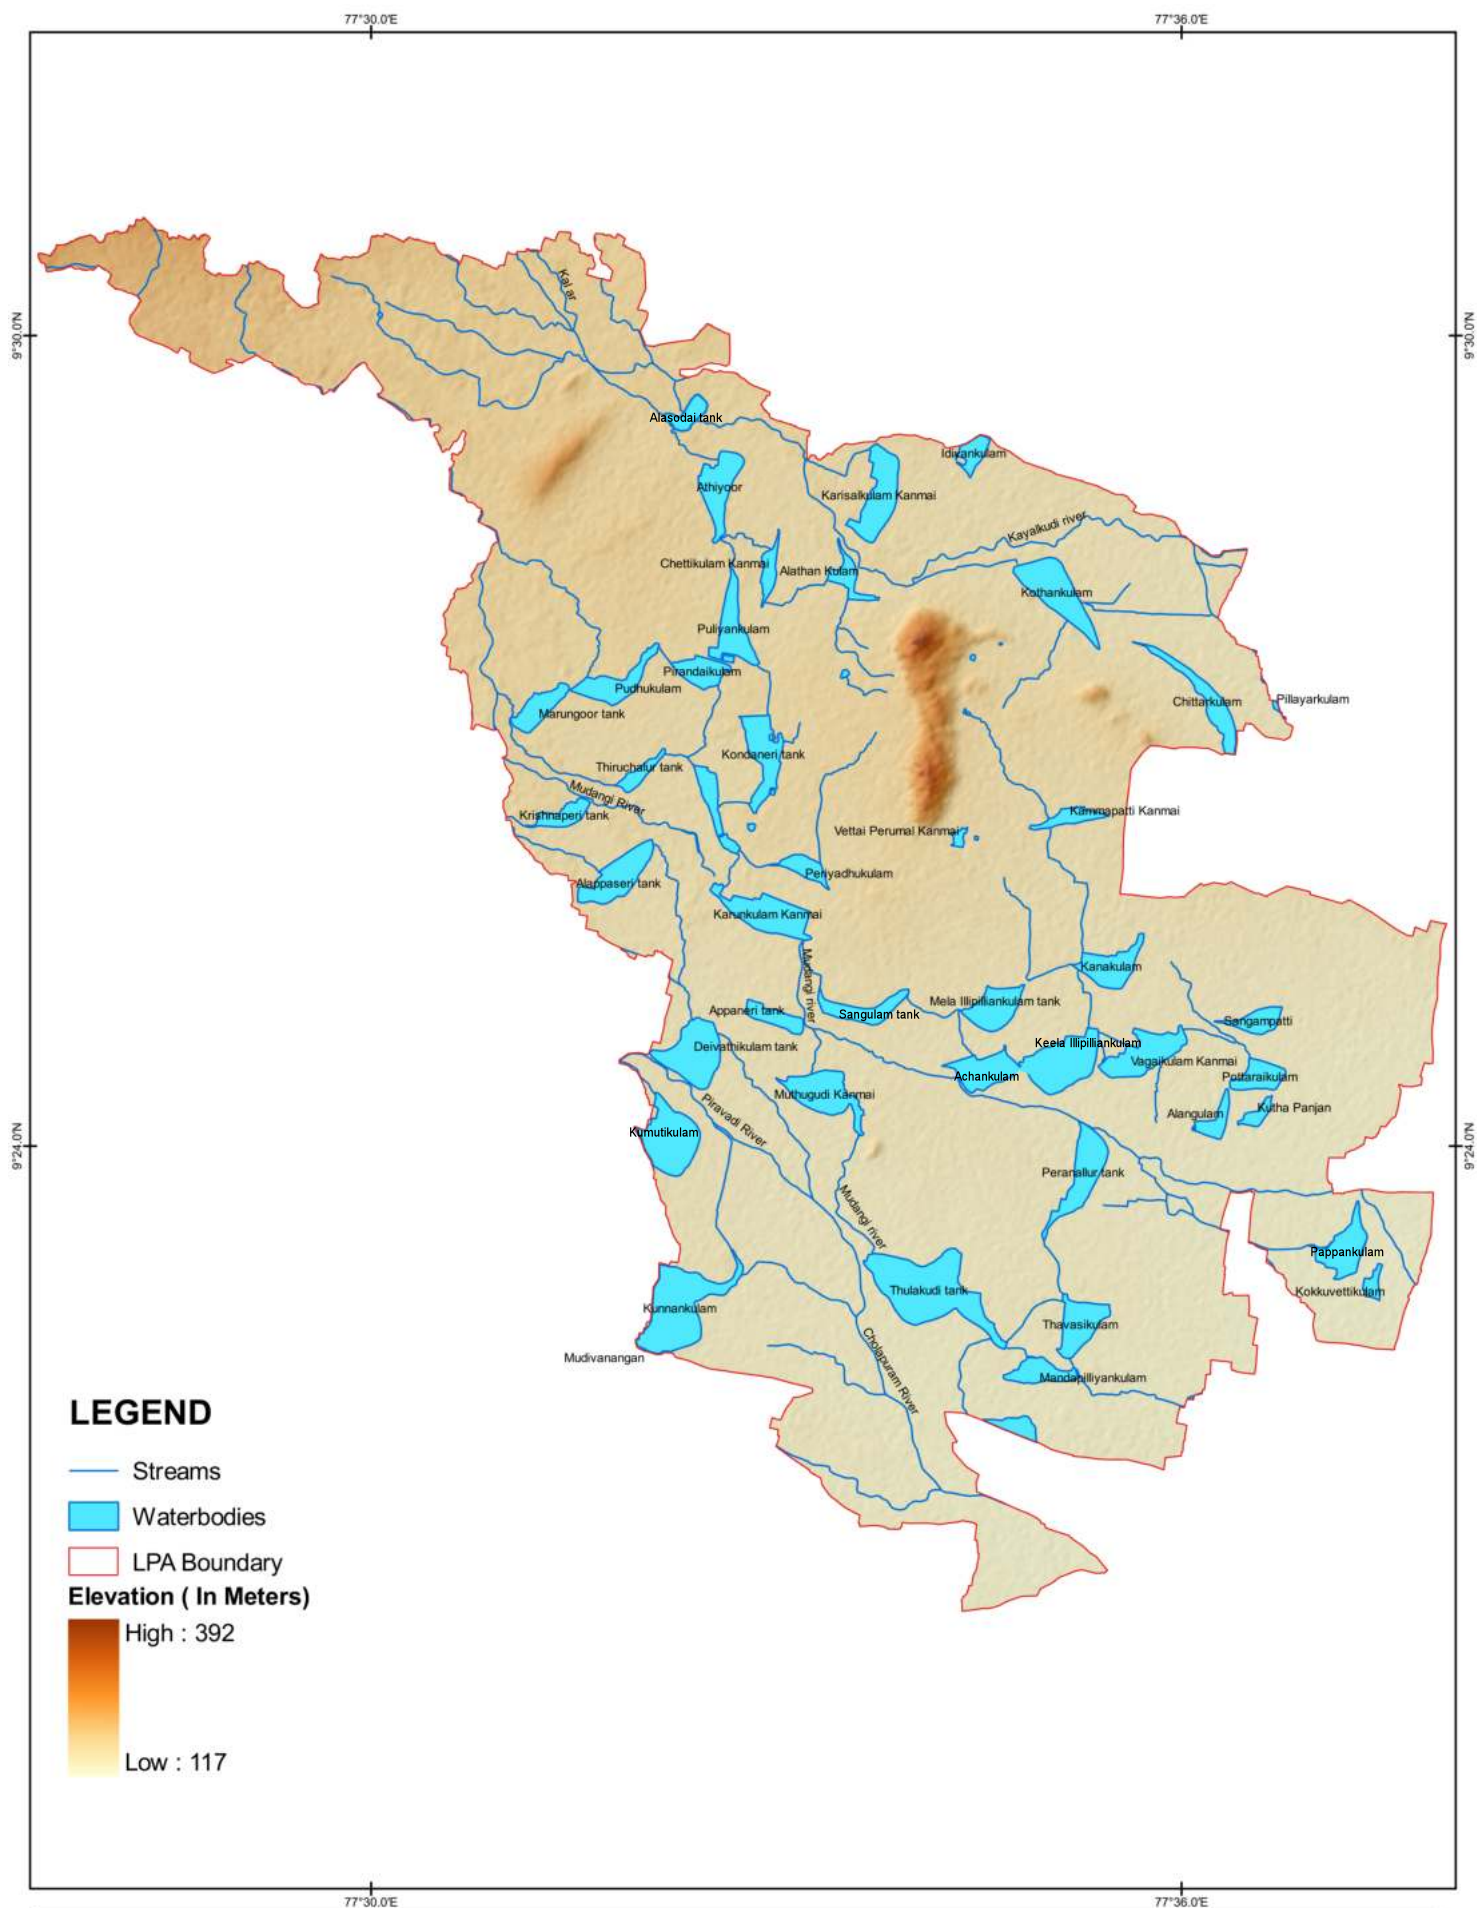 77°30.0'E
77°36.0'E
9°30.0'N
9°30.0'N
Kal ar
Alasodai tank
Idiyankulam
Athiyoor
Karisalkulam Kanmai
Kayalkudi river
Chettikulam Kanmai
Alathan Kulam
Kothankulam
Puliyankulam
Pirandaikulam
Pudhukulam
Marungoor tank
Chittarkulam
Pillayarkulam
Kondaneri tank
Thiruchalur tank
Mudangi River
Krishnaperi tank
Kammapatti Kanmai
Vettai Perumal Kanmai
Periyadhukulam
Alappaseri tank
Karunkulam Kanmai
Mudangi river
Kanakulam
Mela Illipilliankulam tank
Appaneri tank
Sangulam tank
Sangampatti
Deivathikulam tank
Keela Illipilliankulam
Vagaikulam Kanmai
Achankulam
Pottaraikulam
Muthugudi Kanmai
Piravadi River
Alangulam
Kutha Panjan
Kumutikulam
9°24.0'N
9°24.0'N
Peranallur tank
Mudangi river
Pappankulam
Thulakudi tank
Kokkuvettikulam
Kunnankulam
Thavasikulam
Mudivanangan
Cholapuram River
Mandapilliyankulam
LEGEND
Streams
Waterbodies
LPA Boundary
Elevation ( In Meters)
High : 392
Low : 117
77°30.0'E
77°36.0'E